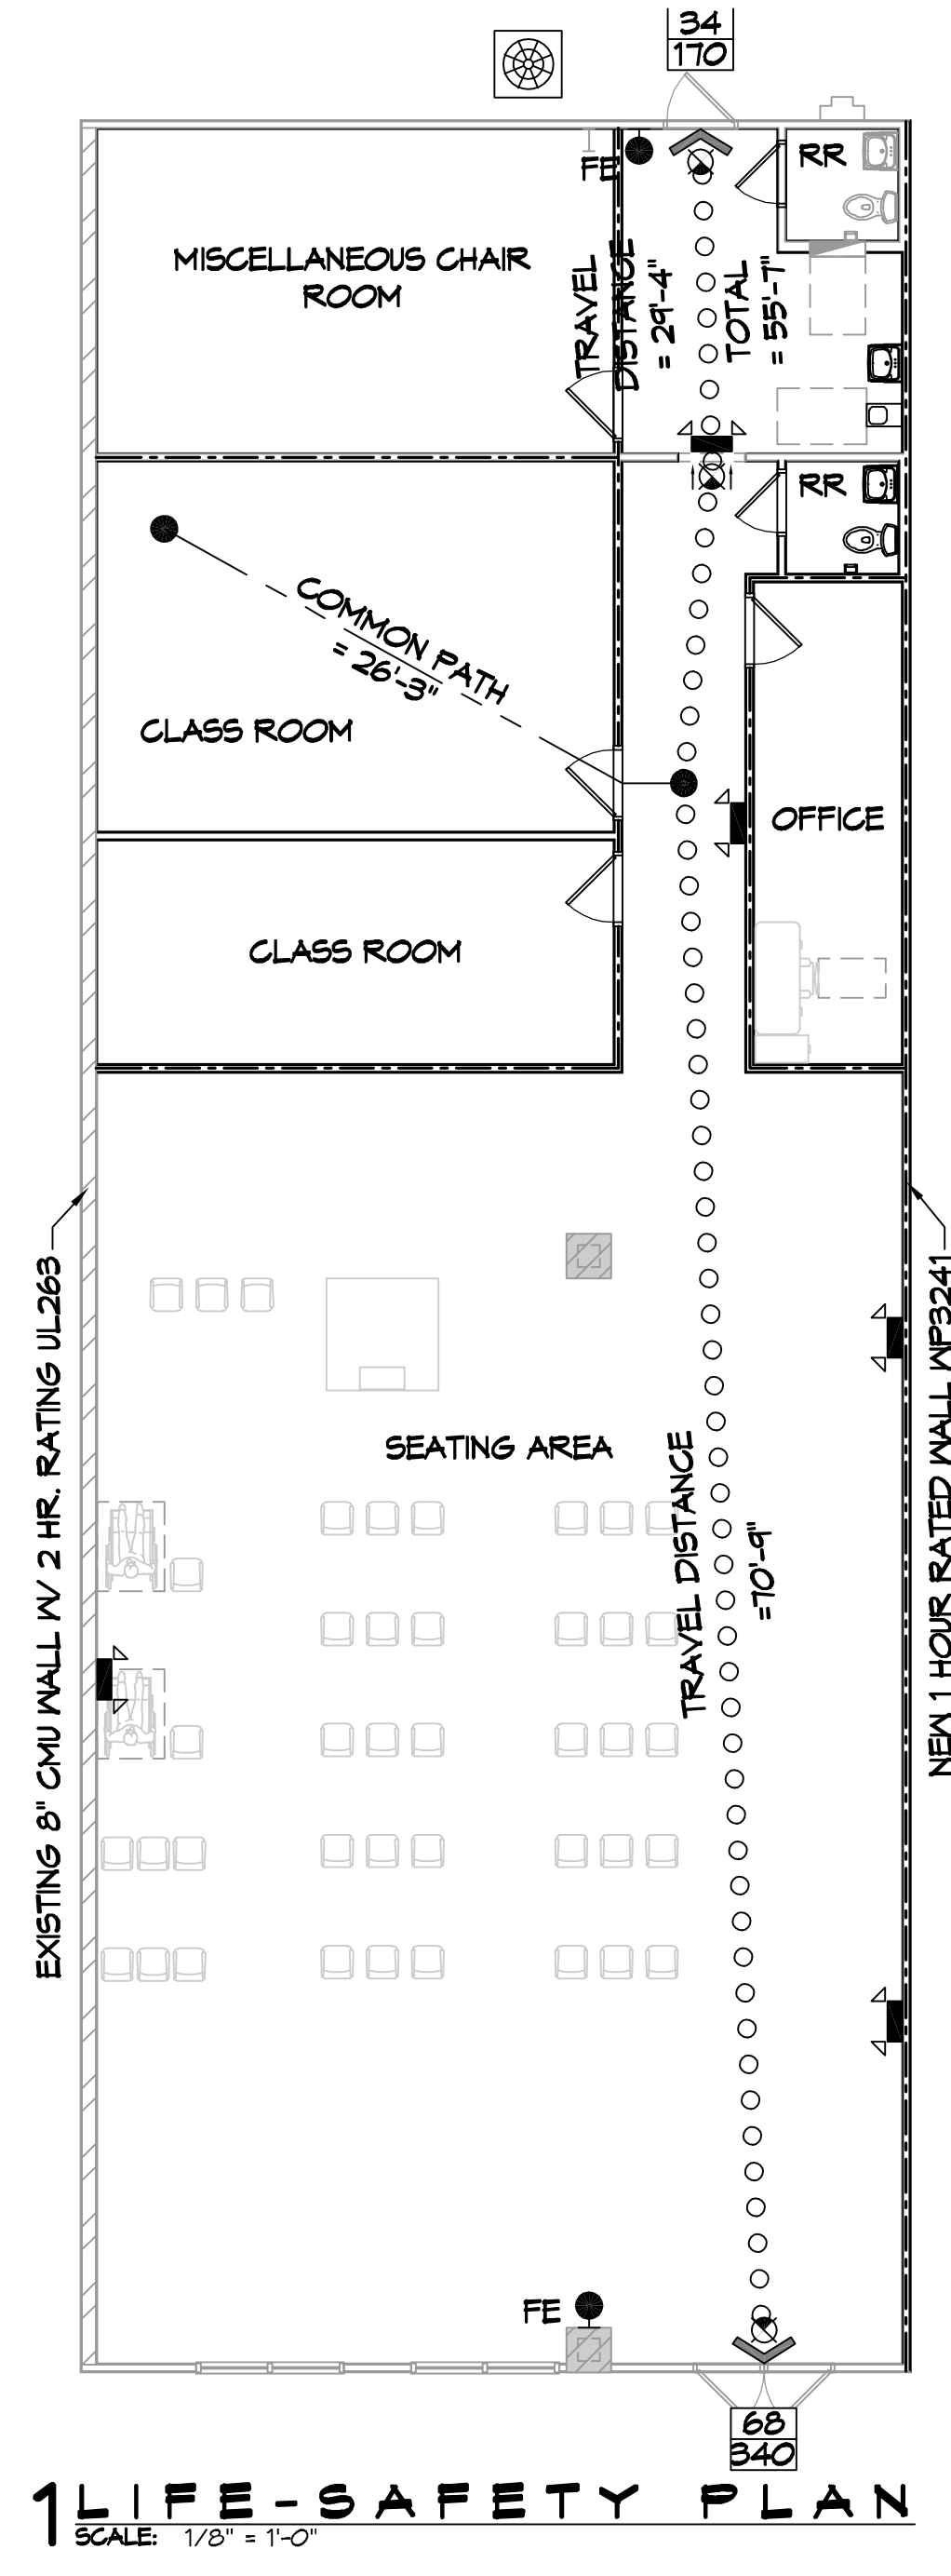 34
170
FE
RR
MISCELLANEOUS CHAIR
ROOM
TRAVEL
DISTANCE
= 29'-4"
TOTAL
= 55'-7"
RR
COMMON PATH
= 26'-3"
CLASS ROOM
OFFICE
CLASS ROOM
EXISTING 8" CMU WALL W/ 2 HR. RATING UL263
NEW 1 HOUR RATED WALL WP3241
SEATING AREA
TRAVEL DISTANCE
=70'-9"
FE
68
340
1 LIFE-SAFETY PLAN
SCALE: 1/8" = 1'-0"